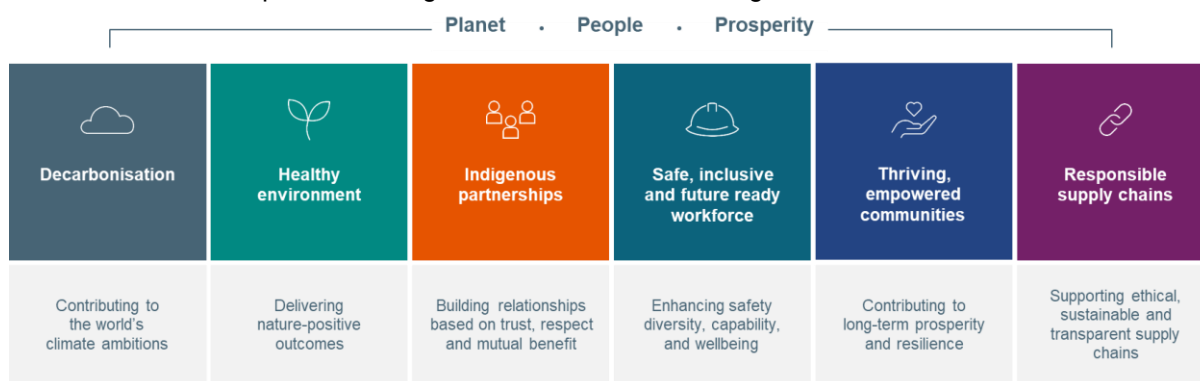 Planet . People . Prosperity
Decarbonisation
Healthy
environment
Indigenous
partnerships
Safe, inclusive
and future ready
workforce
Thriving,
empowered
communities
Responsible
supply chains
Contributing to
the world's
climate ambitions
Delivering
nature-positive
outcomes
Building relationships
based on trust, respect
and mutual benefit
Enhancing safety
diversity, capability,
and wellbeing
Contributing to
long-term prosperity
and resilience
Supporting ethical,
sustainable and
transparent supply
chains